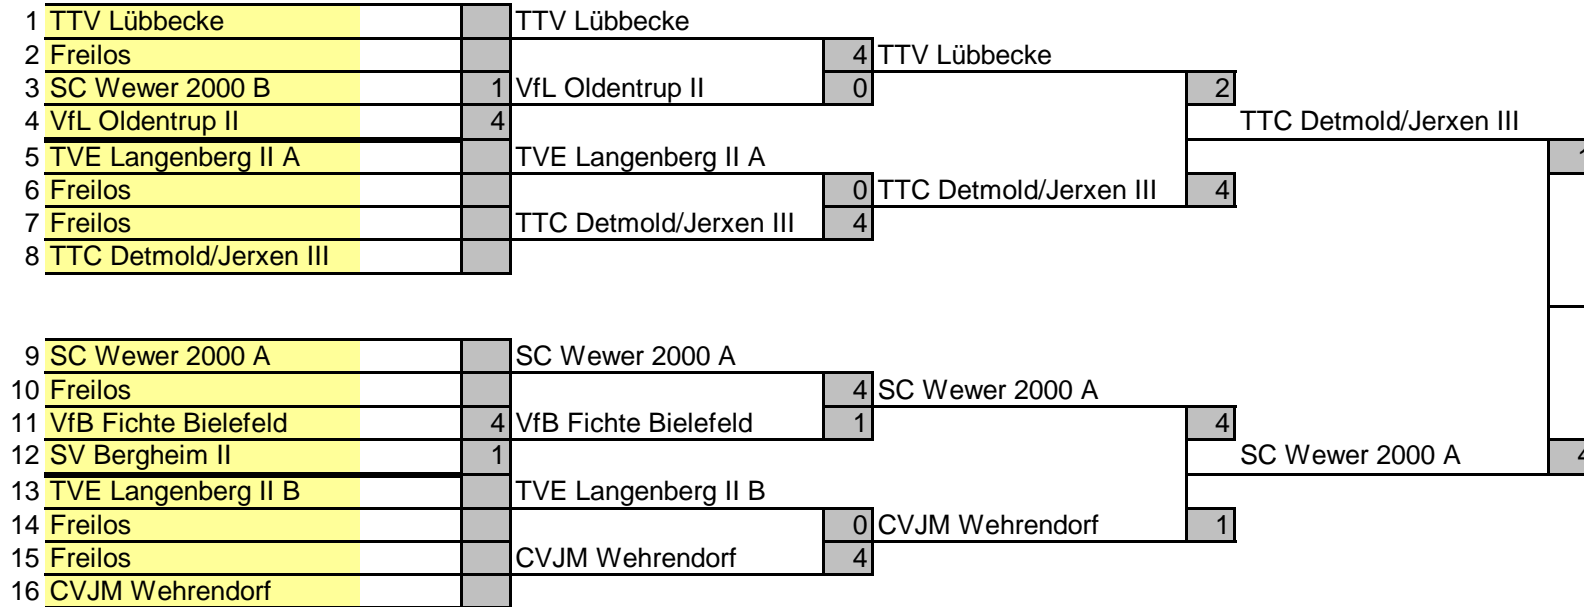 1 TTV Lübbecke TTV Lübbecke
2 Freilos 4 TTV Lübbecke
3 SC Wewer 2000 B 1 VfL Oldentrup II 0 2
4 VfL Oldentrup II 4 TTC Detmold/Jerxen III
5 TVE Langenberg II A TVE Langenberg II A 1
6 Freilos 0 TTC Detmold/Jerxen III 4
7 Freilos TTC Detmold/Jerxen III 4
8 TTC Detmold/Jerxen III
9 SC Wewer 2000 A SC Wewer 2000 A
10 Freilos 4 SC Wewer 2000 A
11 VfB Fichte Bielefeld 4 VfB Fichte Bielefeld 1 4
12 SV Bergheim II 1 SC Wewer 2000 A 4
13 TVE Langenberg II B TVE Langenberg II B
14 Freilos 0 CVJM Wehrendorf 1
15 Freilos CVJM Wehrendorf 4
16 CVJM Wehrendorf